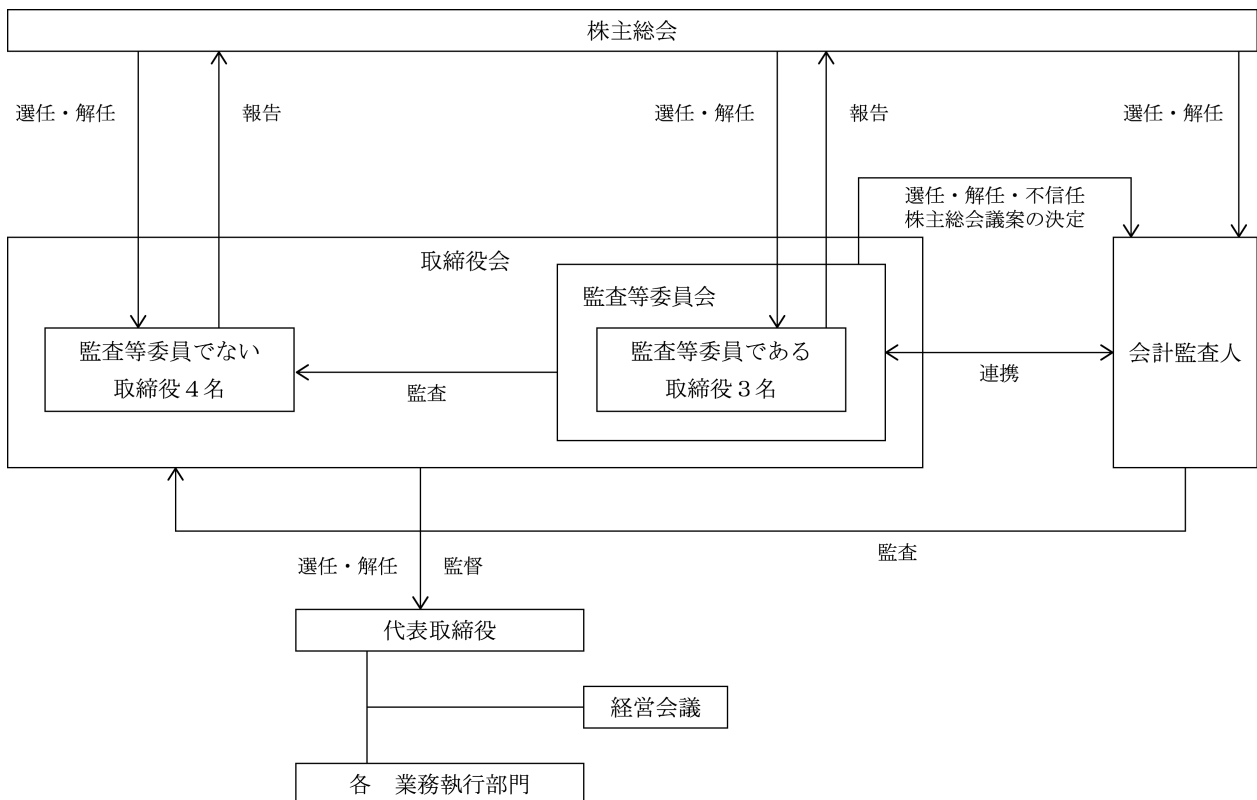 株主総会
選任・解任
報告
選任・解任
報告
選任・解任
選任・解任・不信任
株主総会議案の決定
取締役会
監査等委員会
監査等委員でない
取締役4名
監査
監査等委員である
取締役3名
連携
会計監査人
監査
選任・解任
監督
代表取締役
経営会議
各　業務執行部門